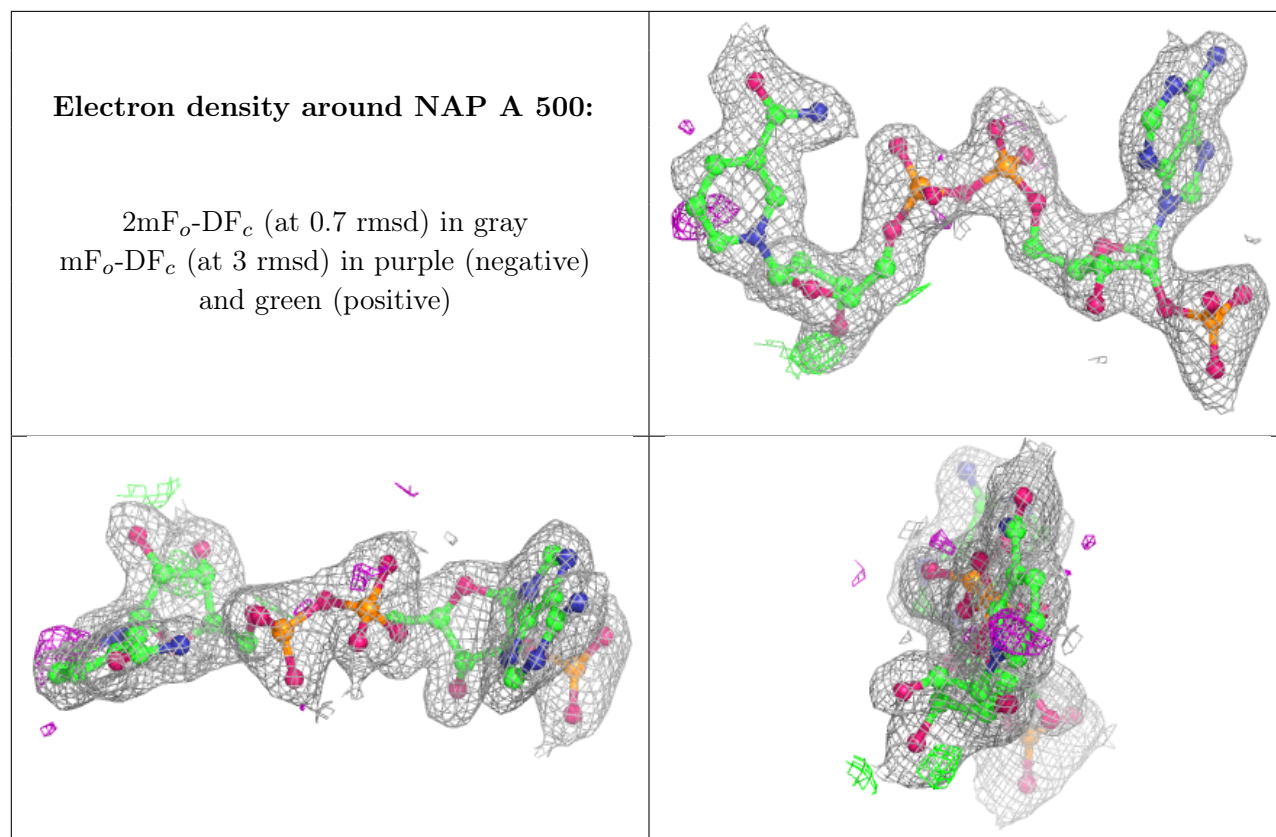 Electron density around NAP A 500:
2mFo-DFc (at 0.7 rmsd) in gray
mFo-DFc (at 3 rmsd) in purple (negative)
and green (positive)